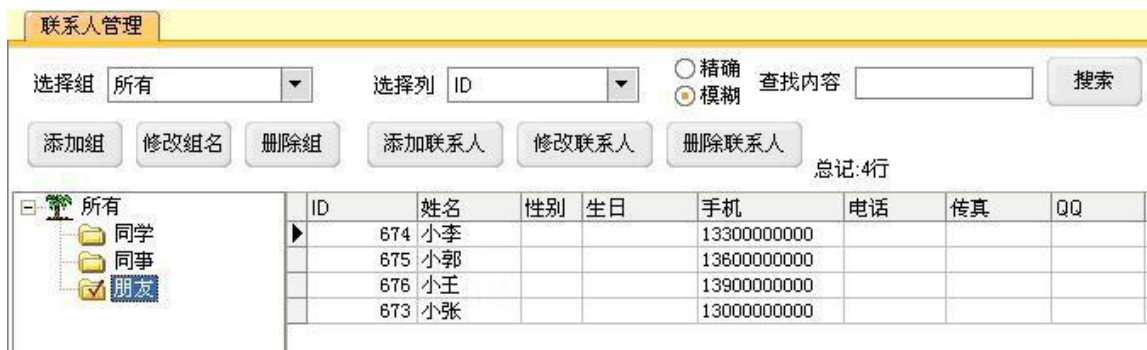 联系人管理
选择组 所有 选择列 ID 精确 模糊 查找内容 搜索
添加组 修改组名 删除组 添加联系人 修改联系人 删除联系人 总记:4行
所有
同学
同事
朋友
ID 姓名 性别 生日 手机 电话 传真 QQ
674 小李 13300000000
675 小郭 13600000000
676 小王 13900000000
673 小张 13000000000